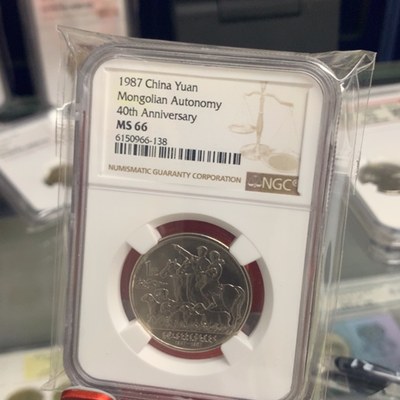 1987 China Yuan
Mongolian Autonomy
40th Anniversary
MS 66
6150966-138
NUMISMATIC GUARANTY CORPORATION
NGC